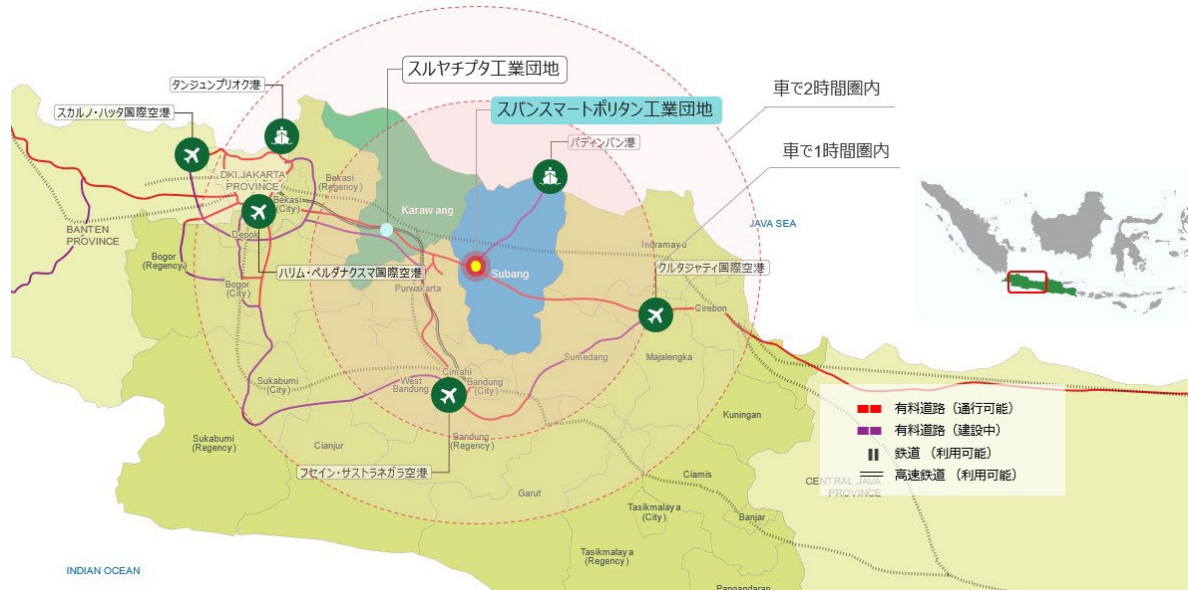 スルヤチプタ工業団地
タンジュンプリオク港
車で2時間圏内
スカルノ・ハッタ国際空港
スバンスマートポリタン工業団地
パティンバン港
車で1時間圏内
DKI JAKARTA
PROVINCE
Bekasi
(Regency)
Bekasi
(City)
Karawang
BANTEN
PROVINCE
Depok
JAVA SEA
Indramayu
Bogor
(Regency)
ハリム・ペルダナクスマ国際空港
クルタジャティ国際空港
Subang
Bogor
(City)
Purwakarta
Cirebon
Sumedang
Majalengka
Cimahi
West
Bandung
Bandung
(City)
Sukabumi
(City)
Kuningan
有料道路（通行可能）
有料道路（建設中）
鉄道 （利用可能）
高速鉄道 （利用可能）
Sukabumi
(Regency)
Cianjur
Bandung
(Regency)
フセイン・サストラネガラ空港
Ciamis
CENTRAL JAVA
PROVINCE
Garut
Tasikmalaya
(City)
Banjar
Tasikmalaya
(Regency)
INDIAN OCEAN
Pangandaran